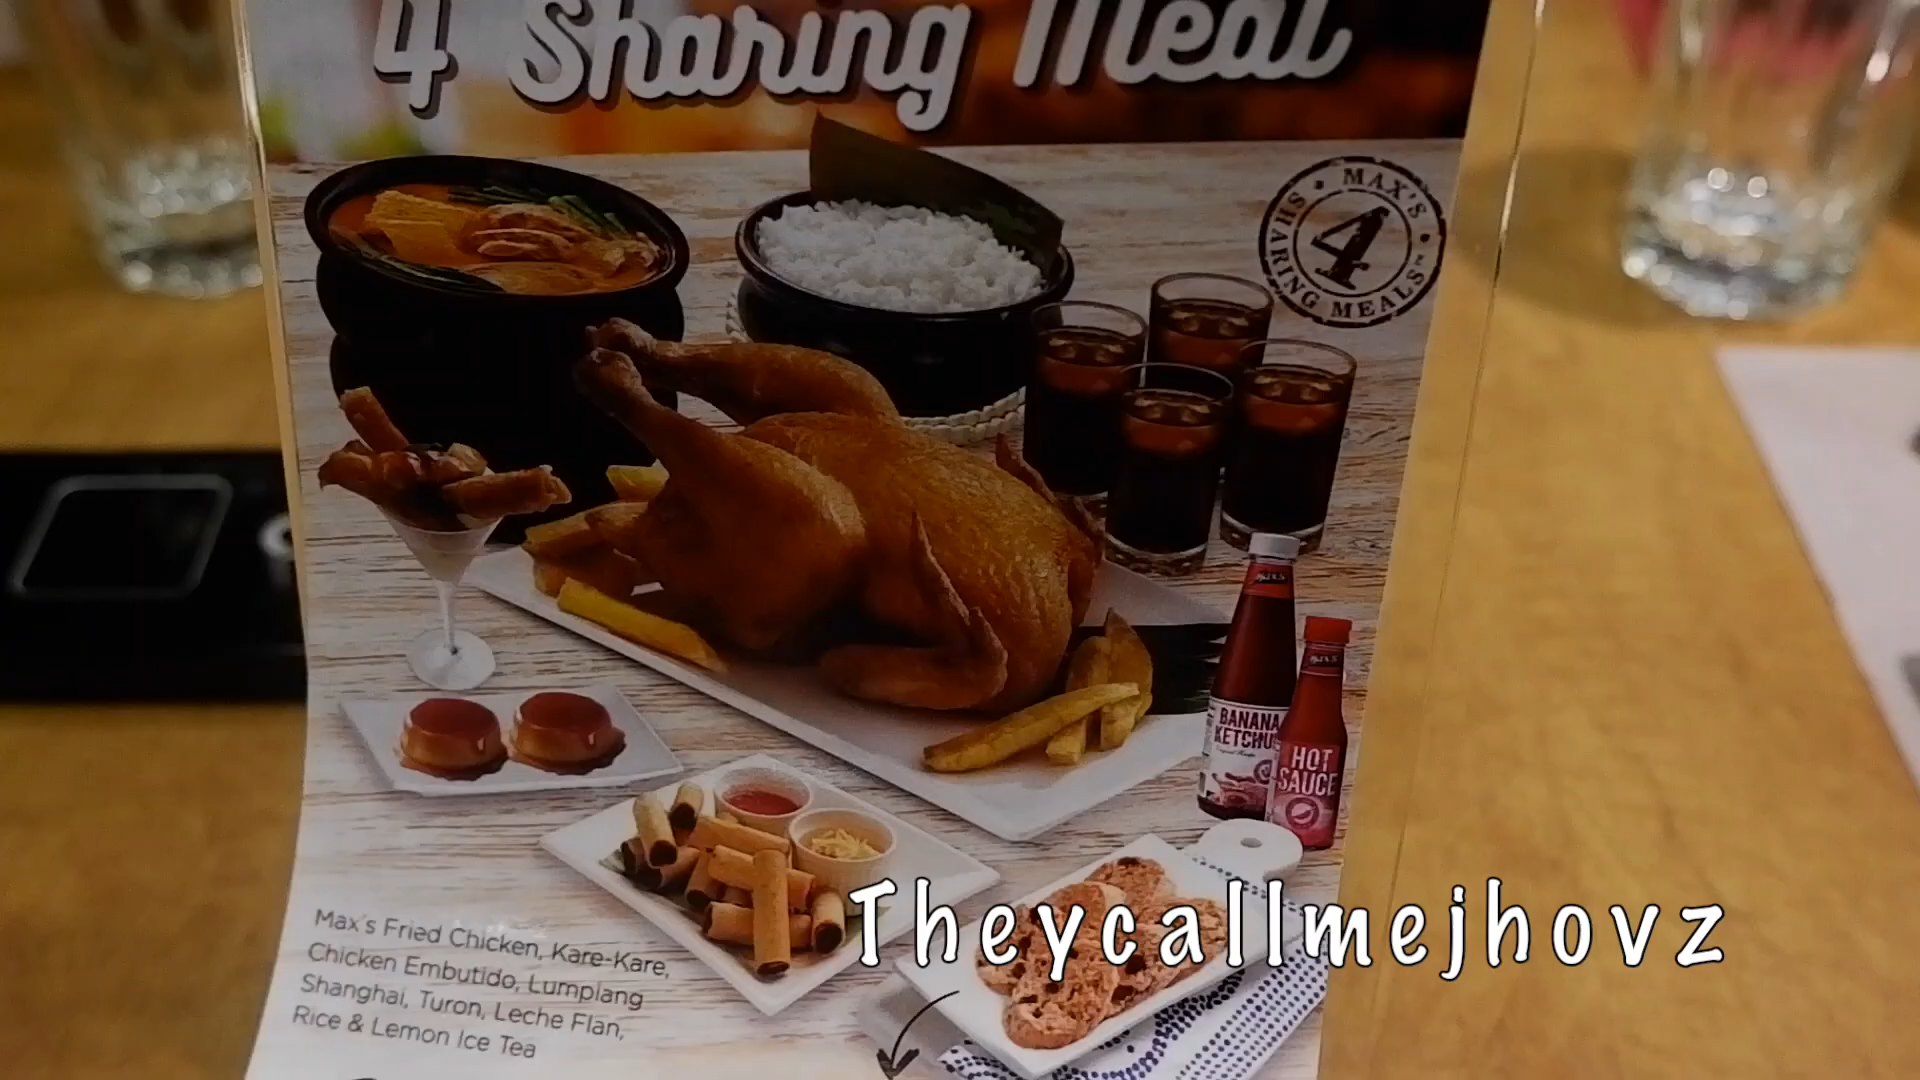 4 Sharing Meal
MAX'S
4
SHARING MEALS
BANANA
HOT
SAUCE
Theycallmejhovz
Max's Fried Chicken, Kare-Kare,
Chicken Embutido, Lumpiang
Shanghai, Turon, Leche Flan,
Rice & Lemon Ice Tea